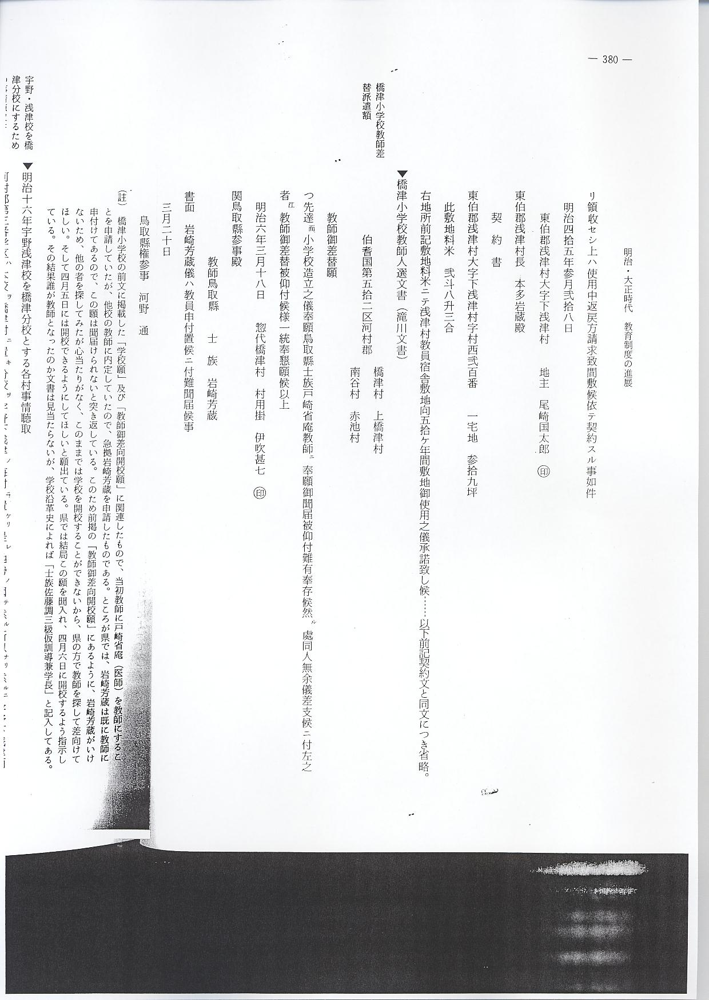 ― 380 ―
明治・大正時代　教育制度の進展
リ領收セシ上ハ使用中返戻方請求致間敷候依テ契約スル事如件
明治四拾五年参月弐拾八日
東伯郡浅津村大字下浅津村　地主　尾崎国太郎　㊞
東伯郡浅津村長　本多岩蔵殿
契約書
東伯郡浅津村大字下浅津村字村西弐百番　一宅地　参拾九坪
此敷地料米　弐斗八升三合
右地所前記敷地料米ニテ浅津村教員宿舎敷地向五拾ヶ年間敷地御使用之儀承諾致し候……以下前記契約文と同文につき省略。
▼橋津小学校教師人選文書（滝川文書）
橋津小学校教師差
替派遣額
橋津村　上橋津村
伯耆国第五拾二区河村郡
南谷村　赤池村
教師御差替願
つ先達而小学校造立之儀奉願鳥取縣士族戸崎省庵教師ニ奉願御聞届被仰付難有奉存候然ル處同人無余儀差支候ニ付左之
者江教師御差替被仰付候様一統奉懇願候以上
明治六年三月十八日　惣代橋津村　村用掛　伊吹甚七　㊞
関鳥取縣参事殿
教師鳥取縣　士族　岩崎芳蔵
書面　岩崎芳蔵儀ハ教員申付置候ニ付難聞届候事
三月二十日
鳥取縣権参事　河野　通
（註）　橋津小学校の前文に掲載した「学校願」及び「教師御差向開校願」に関連したもので、当初教師に戸崎省庵（医師）を教師にするこ
とを申請していたが、他校の教師に内定していたので、急拠岩崎芳蔵を申請したものである。ところが県では、岩崎芳蔵は既に教師に
申付けてあるので、この願は聞届けられないと突き返している。このため前掲の「教師御差向開校願」にあるように、岩崎芳蔵がいけ
ないため、他の者を探してみたが心当たりがなく、このままでは学校を開校することができないから、県の方で教師を探して差向けて
ほしい。そして四月五日には開校できるようにしてほしいと願出ている。県では結局この願を聞入れ、四月六日に開校するよう指示し
ている。その結果誰が教師となったのか文書は見当たらないが、学校沿革史によれば「士族佐藤調三級仮訓導兼学長」と記入してある。
▼明治十六年宇野浅津校を橋津分校とする各村事情聴取
宇野・浅津校を橋
津分校にするため